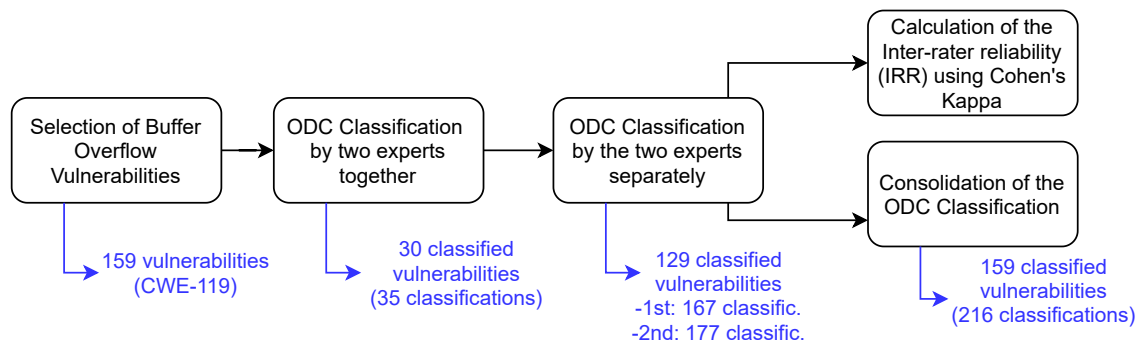 Selection of Buffer
Overflow
Vulnerabilities
159 vulnerabilities
(CWE-119)
ODC Classification
by two experts
together
30 classified
vulnerabilities
(35 classifications)
ODC Classification
by the two experts
separately
129 classified
vulnerabilities
-1st: 167 classific.
-2nd: 177 classific.
Calculation of the
Inter-rater reliability
(IRR) using Cohen's
Kappa
Consolidation of the
ODC Classification
159 classified
vulnerabilities
(216 classifications)